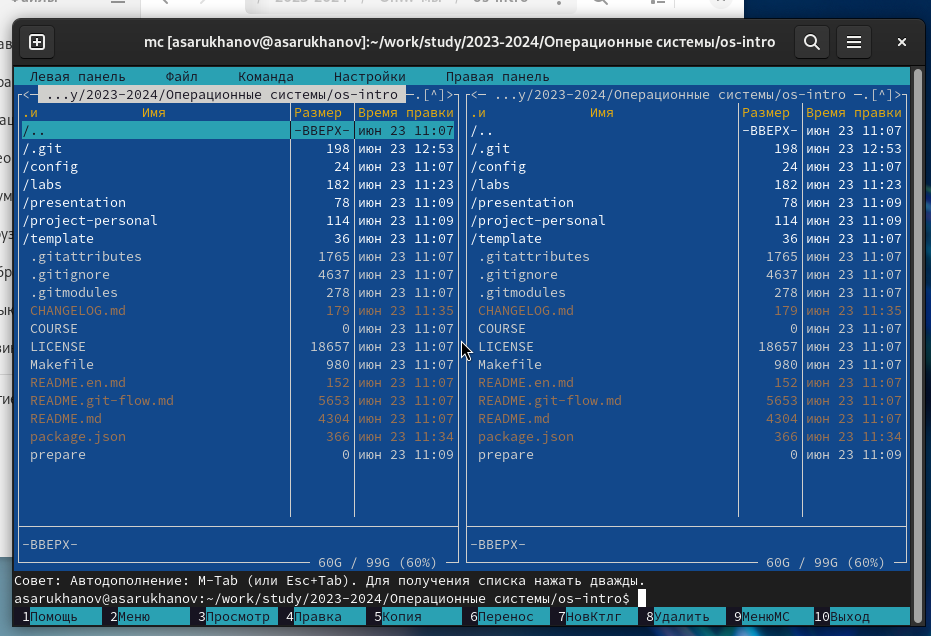 mc [asarukhanov@asarukhanov]:~/work/study/2023-2024/Операционные системы/os-intro
Левая панель Файл Команда Настройки Правая панель
<─ ...y/2023-2024/Операционные системы/os-intro ─.[^]>
.и Имя Размер Время правки
/.. -ВВЕРХ- июн 23 11:07
/.git 198 июн 23 12:53
/config 24 июн 23 11:07
/labs 182 июн 23 11:23
/presentation 78 июн 23 11:09
/project-personal 114 июн 23 11:09
/template 36 июн 23 11:07
.gitattributes 1765 июн 23 11:07
.gitignore 4637 июн 23 11:07
.gitmodules 278 июн 23 11:07
CHANGELOG.md 179 июн 23 11:35
COURSE 0 июн 23 11:07
LICENSE 18657 июн 23 11:07
Makefile 980 июн 23 11:07
README.en.md 152 июн 23 11:07
README.git-flow.md 5653 июн 23 11:07
README.md 4304 июн 23 11:07
package.json 366 июн 23 11:34
prepare 0 июн 23 11:09
-ВВЕРХ-
60G / 99G (60%)
<─ ...y/2023-2024/Операционные системы/os-intro ─.[^]>
.и Имя Размер Время правки
/.. -ВВЕРХ- июн 23 11:07
/.git 198 июн 23 12:53
/config 24 июн 23 11:07
/labs 182 июн 23 11:23
/presentation 78 июн 23 11:09
/project-personal 114 июн 23 11:09
/template 36 июн 23 11:07
.gitattributes 1765 июн 23 11:07
.gitignore 4637 июн 23 11:07
.gitmodules 278 июн 23 11:07
CHANGELOG.md 179 июн 23 11:35
COURSE 0 июн 23 11:07
LICENSE 18657 июн 23 11:07
Makefile 980 июн 23 11:07
README.en.md 152 июн 23 11:07
README.git-flow.md 5653 июн 23 11:07
README.md 4304 июн 23 11:07
package.json 366 июн 23 11:34
prepare 0 июн 23 11:09
-ВВЕРХ-
60G / 99G (60%)
Совет: Автодополнение: M-Tab (или Esc+Tab). Для получения списка нажать дважды.
asarukhanov@asarukhanov:~/work/study/2023-2024/Операционные системы/os-intro$
1Помощь 2Меню 3Просмотр 4Правка 5Копия 6Перенос 7НовКтлг 8Удалить 9МенюМС 10Выход